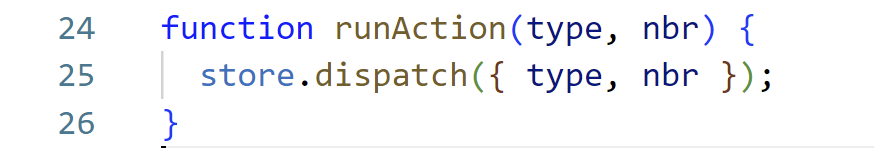 24 function runAction(type, nbr) {
25   store.dispatch({ type, nbr });
26 }